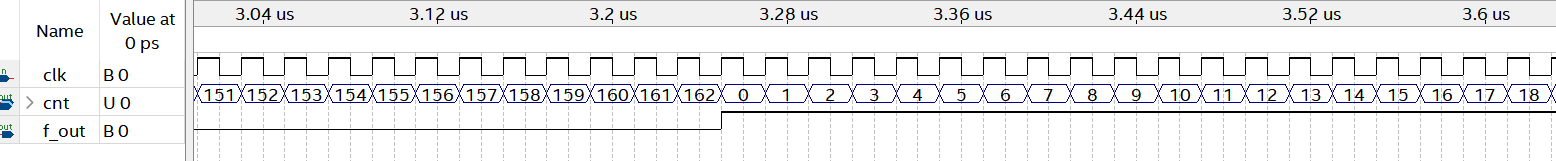 Name
Value at
0 ps
3.04 us 3.12 us 3.2 us 3.28 us 3.36 us 3.44 us 3.52 us 3.6 us
clk B 0
out cnt U 0 151 152 153 154 155 156 157 158 159 160 161 162 0 1 2 3 4 5 6 7 8 9 10 11 12 13 14 15 16 17 18
out f_out B 0